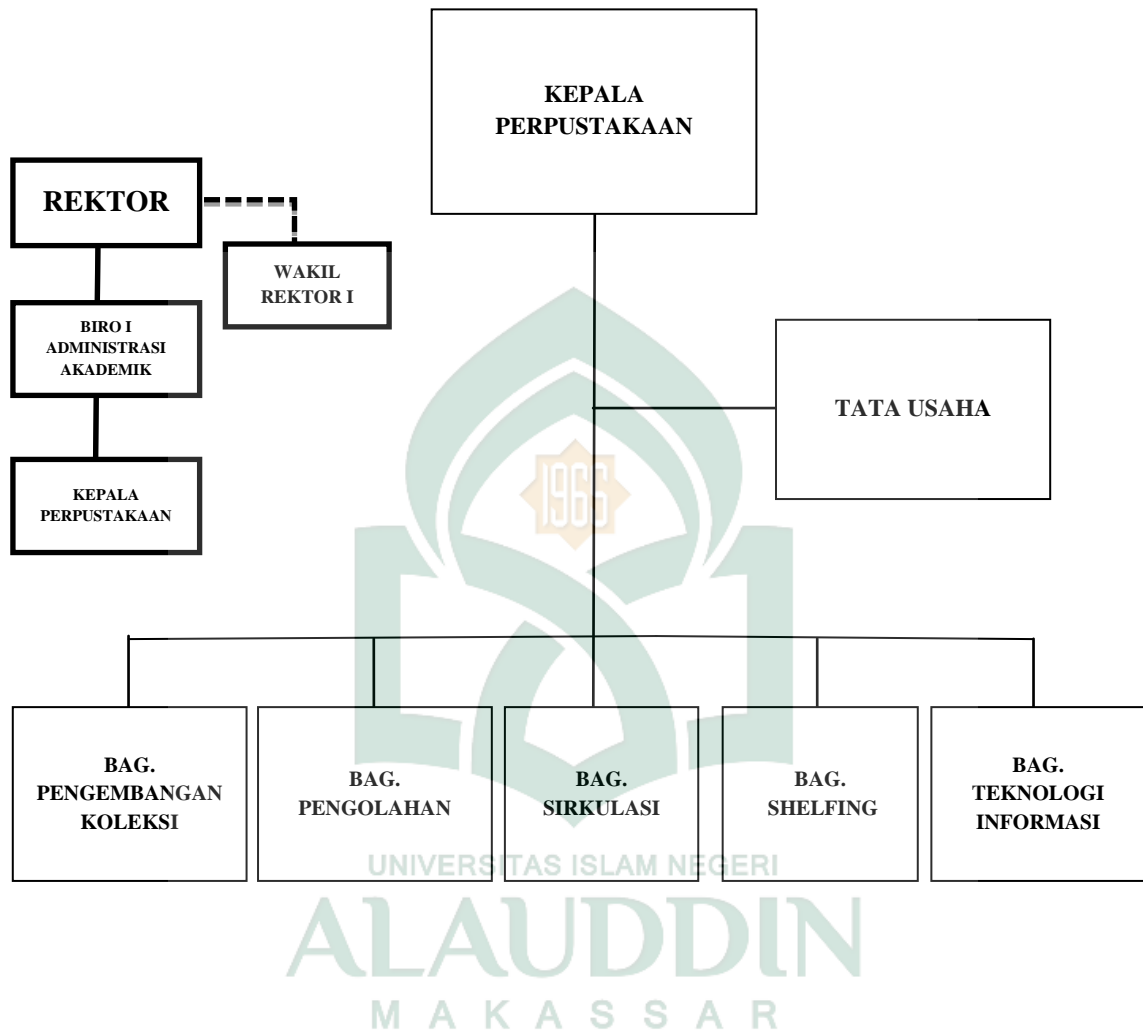 KEPALA
PERPUSTAKAAN
REKTOR
WAKIL
REKTOR I
BIRO I
ADMINISTRASI
AKADEMIK
KEPALA
PERPUSTAKAAN
TATA USAHA
1965
BAG.
PENGEMBANGAN
KOLEKSI
BAG.
PENGOLAHAN
BAG.
SIRKULASI
BAG.
SHELFING
BAG.
TEKNOLOGI
INFORMASI
UNIVERSITAS ISLAM NEGERI
ALAUDDIN
MAKASSAR